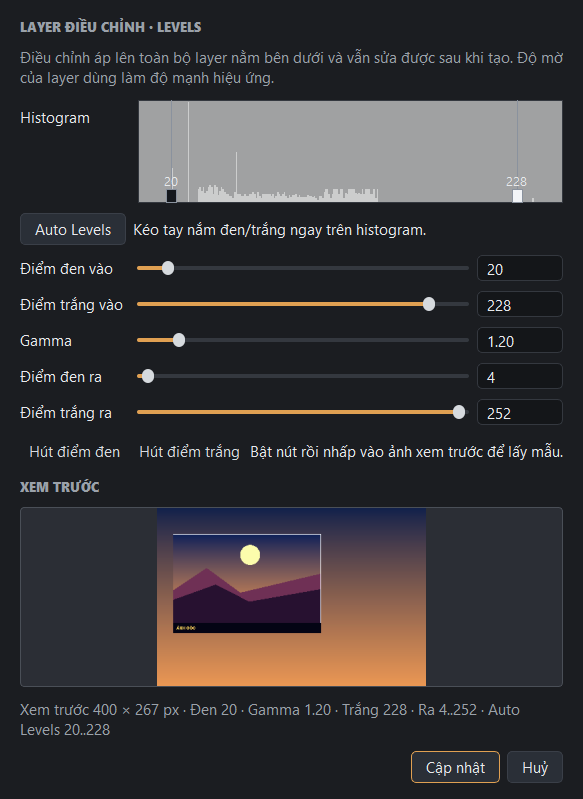 LAYER ĐIỀU CHỈNH · LEVELS
Điều chỉnh áp lên toàn bộ layer nằm bên dưới và vẫn sửa được sau khi tạo. Độ mờ
của layer dùng làm độ mạnh hiệu ứng.
Histogram
20
228
Auto Levels
Kéo tay nắm đen/trắng ngay trên histogram.
Điểm đen vào
20
Điểm trắng vào
228
Gamma
1.20
Điểm đen ra
4
Điểm trắng ra
252
Hút điểm đen
Hút điểm trắng
Bật nút rồi nhấp vào ảnh xem trước để lấy mẫu.
XEM TRƯỚC
ẢNH GỐC
Xem trước 400 × 267 px · Đen 20 · Gamma 1.20 · Trắng 228 · Ra 4..252 · Auto
Levels 20..228
Cập nhật
Huỷ